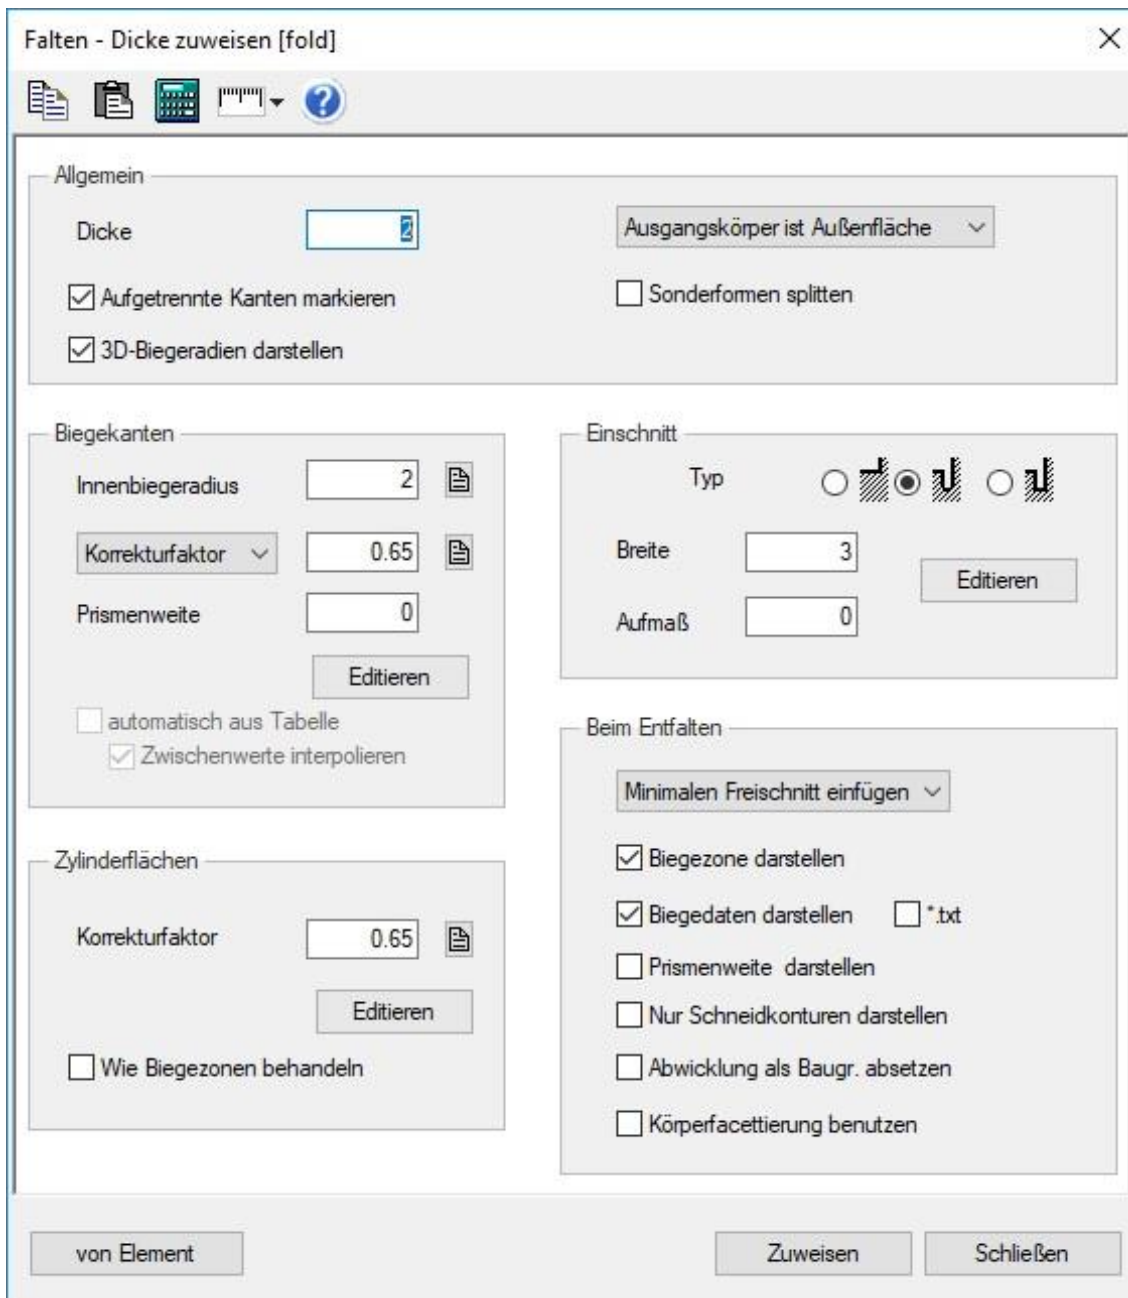 Falten - Dicke zuweisen [fold]
Allgemein
Dicke
2
Ausgangskörper ist Außenfläche
Aufgetrennte Kanten markieren
Sonderformen splitten
3D-Biegeradien darstellen
Biegekanten
Innenbiegeradius
2
Korrekturfaktor
0.65
Prismenweite
0
Editieren
automatisch aus Tabelle
Zwischenwerte interpolieren
Einschnitt
Typ
Breite
3
Editieren
Aufmaß
0
Zylinderflächen
Korrekturfaktor
0.65
Editieren
Wie Biegezonen behandeln
Beim Entfalten
Minimalen Freischnitt einfügen
Biegezone darstellen
Biegedaten darstellen
*.txt
Prismenweite darstellen
Nur Schneidkonturen darstellen
Abwicklung als Baugr. absetzen
Körperfacettierung benutzen
von Element
Zuweisen
Schließen